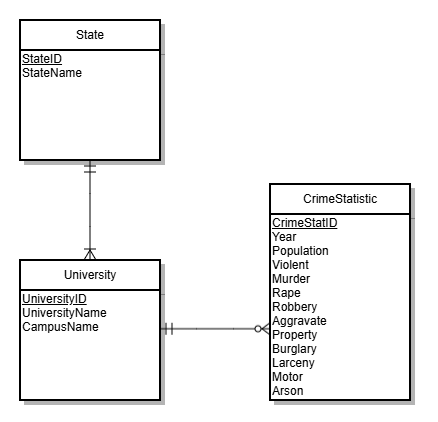 State
StateID
StateName
CrimeStatistic
CrimeStatID
Year
Population
Violent
Murder
Rape
Robbery
Aggravate
Property
Burglary
Larceny
Motor
Arson
University
UniversityID
UniversityName
CampusName